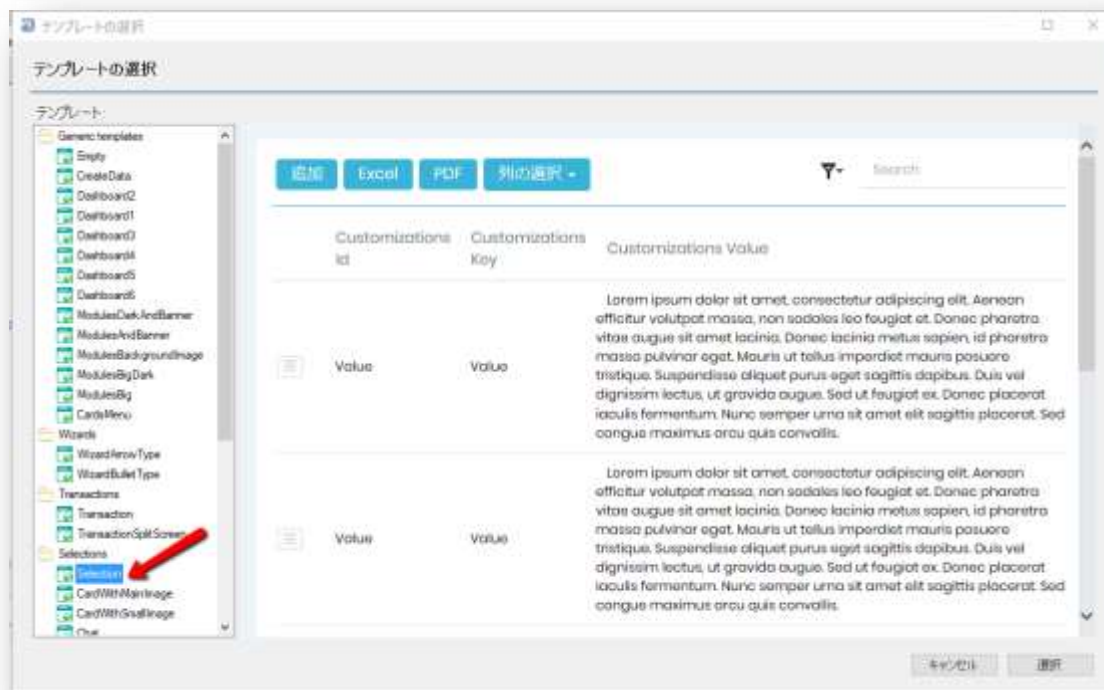 テンプレートの選択
テンプレートの選択
テンプレート
Generic templates
Empty
CreateData
Dashboard2
Dashboard1
Dashboard3
Dashboard4
Dashboard5
Dashboard6
ModulesDarkAndBanner
ModulesAndBanner
ModulesBackgroundImage
ModulesBigDark
ModulesBig
CardsMenu
Wizards
WizardArrowType
WizardBulletType
Transactions
Transaction
TransactionSplitScreen
Selections
Selection
CardWithMainImage
CardWithSmallImage
Chat
追加 Excel PDF 列の選択
Search
Customizations Id
Customizations Key
Customizations Value
Value
Value
Lorem ipsum dolor sit amet, consectetur adipiscing elit. Aenean
efficitur volutpat massa, non sodales leo feugiat et. Donec pharetra
vitae augue sit amet lacinia. Donec lacinia metus sapien, id pharetra
massa pulvinar eget. Mauris ut tellus imperdiet mauris posuere
tristique. Suspendisse aliquet purus eget sagittis dapibus. Duis vel
dignissim lectus, ut gravida augue. Sed ut feugiat ex. Donec placerat
iaculis fermentum. Nunc semper urna sit amet elit sagittis placerat. Sed
congue maximus arcu quis convallis.
Value
Value
Lorem ipsum dolor sit amet, consectetur adipiscing elit. Aenean
efficitur volutpat massa, non sodales leo feugiat et. Donec pharetra
vitae augue sit amet lacinia. Donec lacinia metus sapien, id pharetra
massa pulvinar eget. Mauris ut tellus imperdiet mauris posuere
tristique. Suspendisse aliquet purus eget sagittis dapibus. Duis vel
dignissim lectus, ut gravida augue. Sed ut feugiat ex. Donec placerat
iaculis fermentum. Nunc semper urna sit amet elit sagittis placerat. Sed
congue maximus arcu quis convallis.
キャンセル
選択